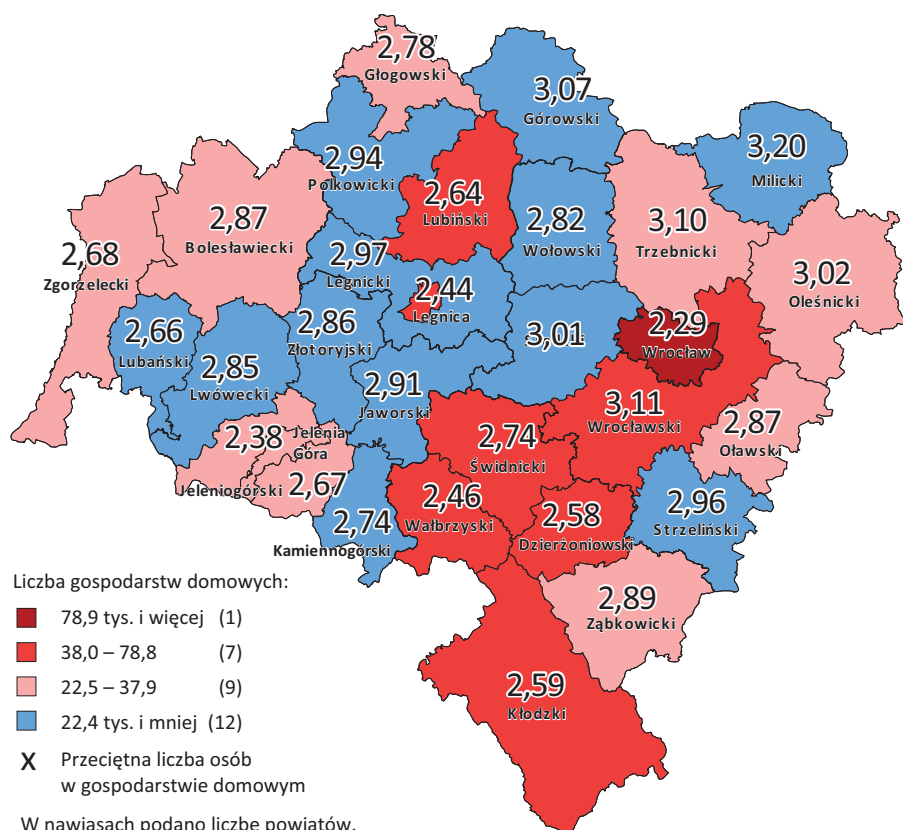 2,78
Głogowski
3,07
Górowski
3,20
Milicki
2,94
Polkowicki
2,64
Lubiński
2,87
Bolesławiecki
2,82
Wołowski
3,10
Trzebnicki
2,68
Zgorzelecki
2,97
Legnicki
3,02
Oleśnicki
2,44
Legnica
2,66
Lubański
2,86
Złotoryjski
3,01
2,29
Wrocław
2,85
Lwówecki
2,91
Jaworski
3,11
Wrocławski
2,87
Oławski
2,38
Jelenia
Góra
2,74
Świdnicki
Jeleniogórski
2,67
2,46
Wałbrzyski
2,58
Dzierżoniowski
2,96
Strzeliński
2,74
Kamiennogórski
2,89
Ząbkowicki
2,59
Kłodzki
Liczba gospodarstw domowych:
78,9 tys. i więcej (1)
38,0 – 78,8 (7)
22,5 – 37,9 (9)
22,4 tys. i mniej (12)
X Przeciętna liczba osób
w gospodarstwie domowym
W nawiasach podano liczbę powiatów.